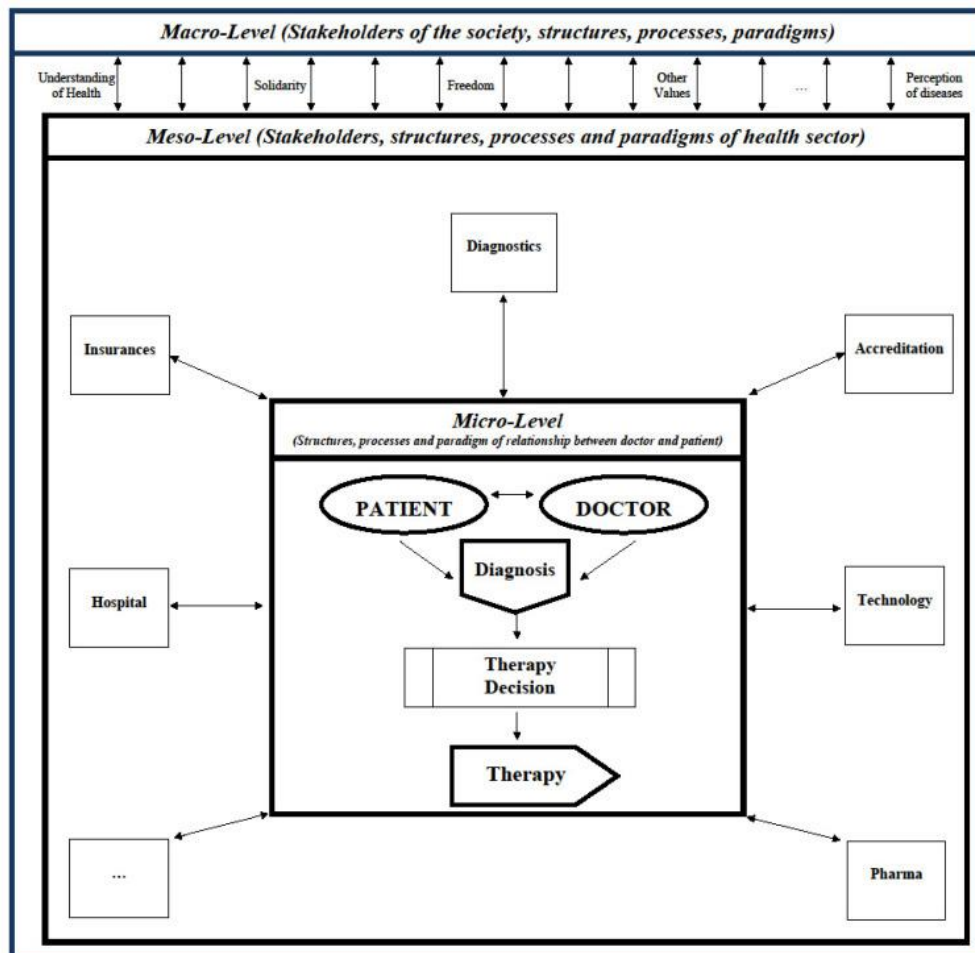 Macro-Level (Stakeholders of the society, structures, processes, paradigms)
Understanding
of Health
Solidarity
Freedom
Other
Values
...
Perception
of diseases
Meso-Level (Stakeholders, structures, processes and paradigms of health sector)
Diagnostics
Insurances
Accreditation
Micro-Level
(Structures, processes and paradigm of relationship between doctor and patient)
PATIENT
DOCTOR
Diagnosis
Hospital
Technology
Therapy
Decision
Therapy
...
Pharma